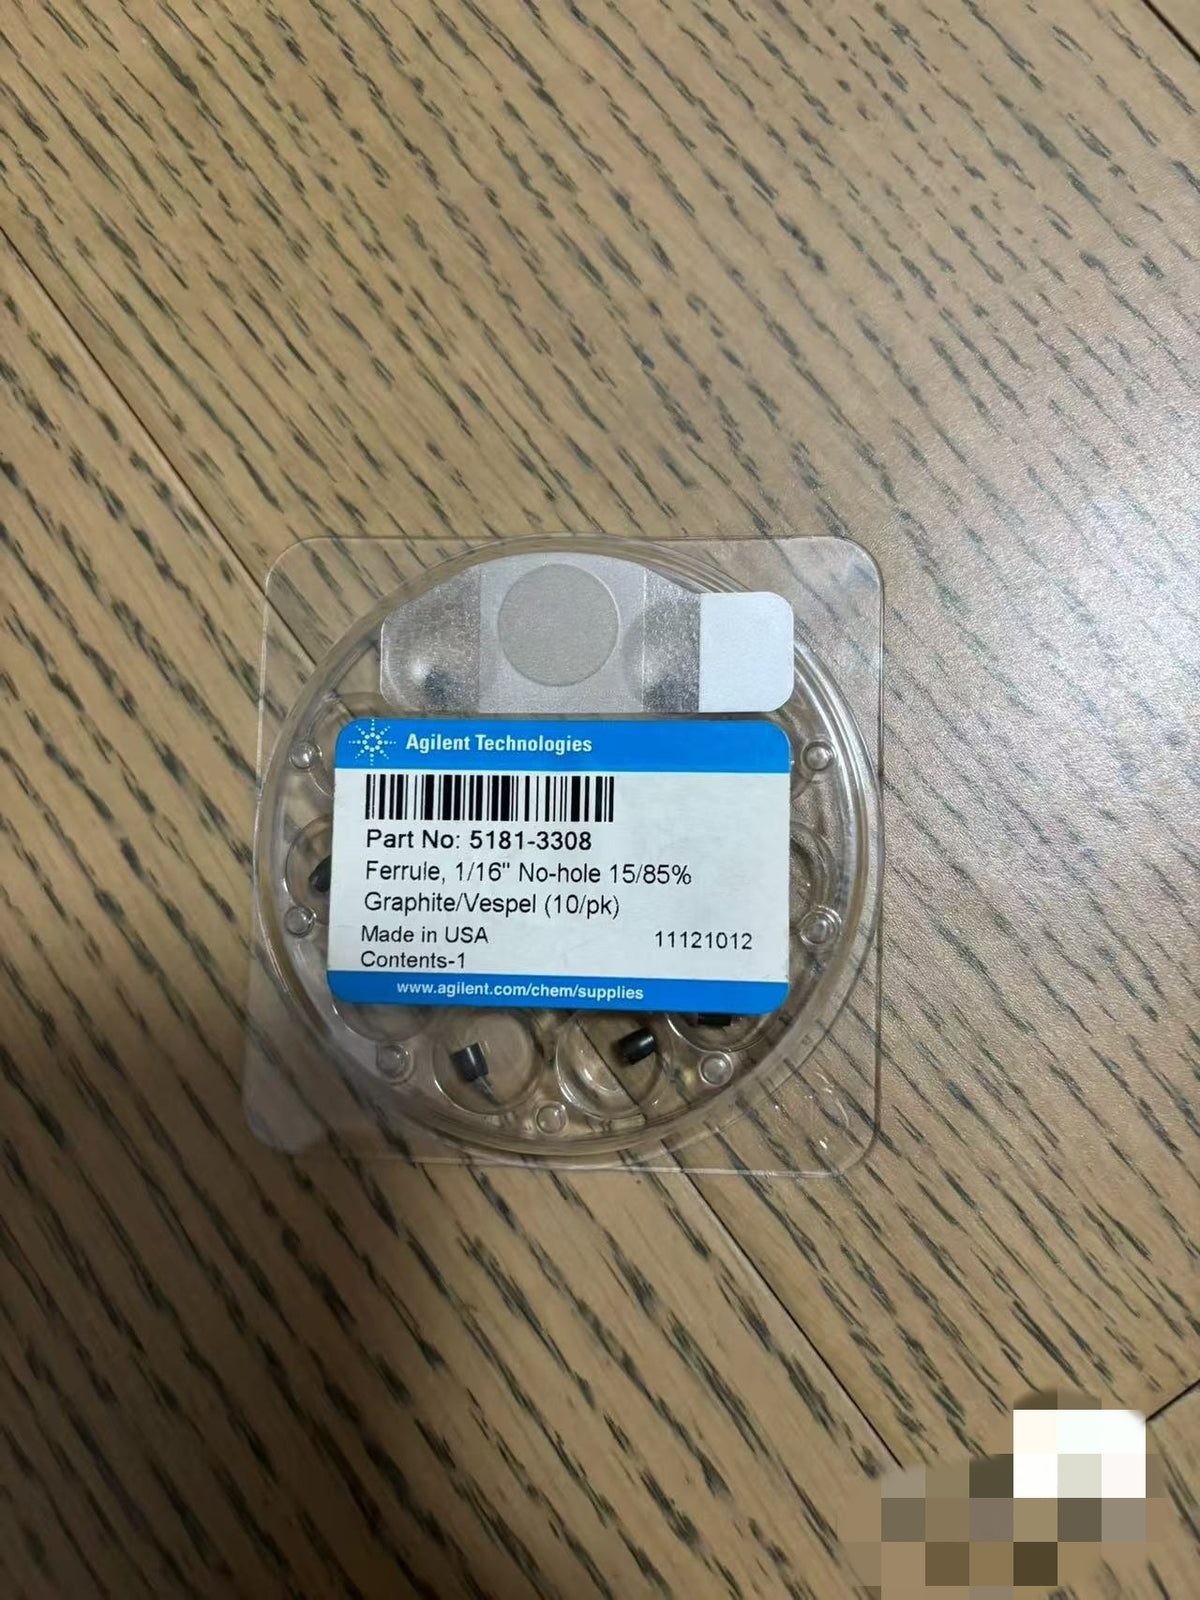 Agilent Technologies
Part No: 5181-3308
Ferrule, 1/16" No-hole 15/85%
Graphite/Vespel (10/pk)
Made in USA 11121012
Contents-1
www.agilent.com/chem/supplies